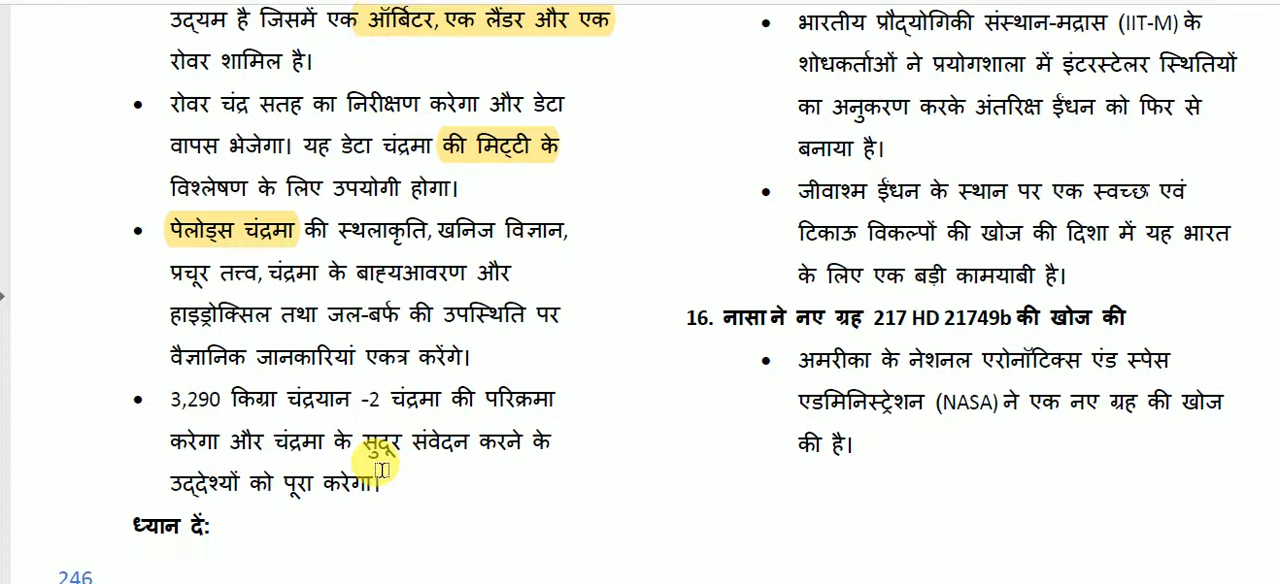 उद्यम है जिसमें एक ऑर्बिटर, एक लैंडर और एक
रोवर शामिल है।
• रोवर चंद्र सतह का निरीक्षण करेगा और डेटा
वापस भेजेगा। यह डेटा चंद्रमा की मिट्टी के
विश्लेषण के लिए उपयोगी होगा।
• पेलोड्स चंद्रमा की स्थलाकृति, खनिज विज्ञान,
प्रचूर तत्त्व, चंद्रमा के बाह्यआवरण और
हाइड्रोक्सिल तथा जल-बर्फ की उपस्थिति पर
वैज्ञानिक जानकारियां एकत्र करेंगे।
• 3,290 किग्रा चंद्रयान -2 चंद्रमा की परिक्रमा
करेगा और चंद्रमा के सुदूर संवेदन करने के
उद्देश्यों को पूरा करेगा।
ध्यान दें:
246
• भारतीय प्रौद्योगिकी संस्थान-मद्रास (IIT-M) के
शोधकर्ताओं ने प्रयोगशाला में इंटरस्टेलर स्थितियों
का अनुकरण करके अंतरिक्ष ईंधन को फिर से
बनाया है।
• जीवाश्म ईंधन के स्थान पर एक स्वच्छ एवं
टिकाऊ विकल्पों की खोज की दिशा में यह भारत
के लिए एक बड़ी कामयाबी है।
16. नासा ने नए ग्रह 217 HD 21749b की खोज की
• अमरीका के नेशनल एरोनॉटिक्स एंड स्पेस
एडमिनिस्ट्रेशन (NASA) ने एक नए ग्रह की खोज
की है।